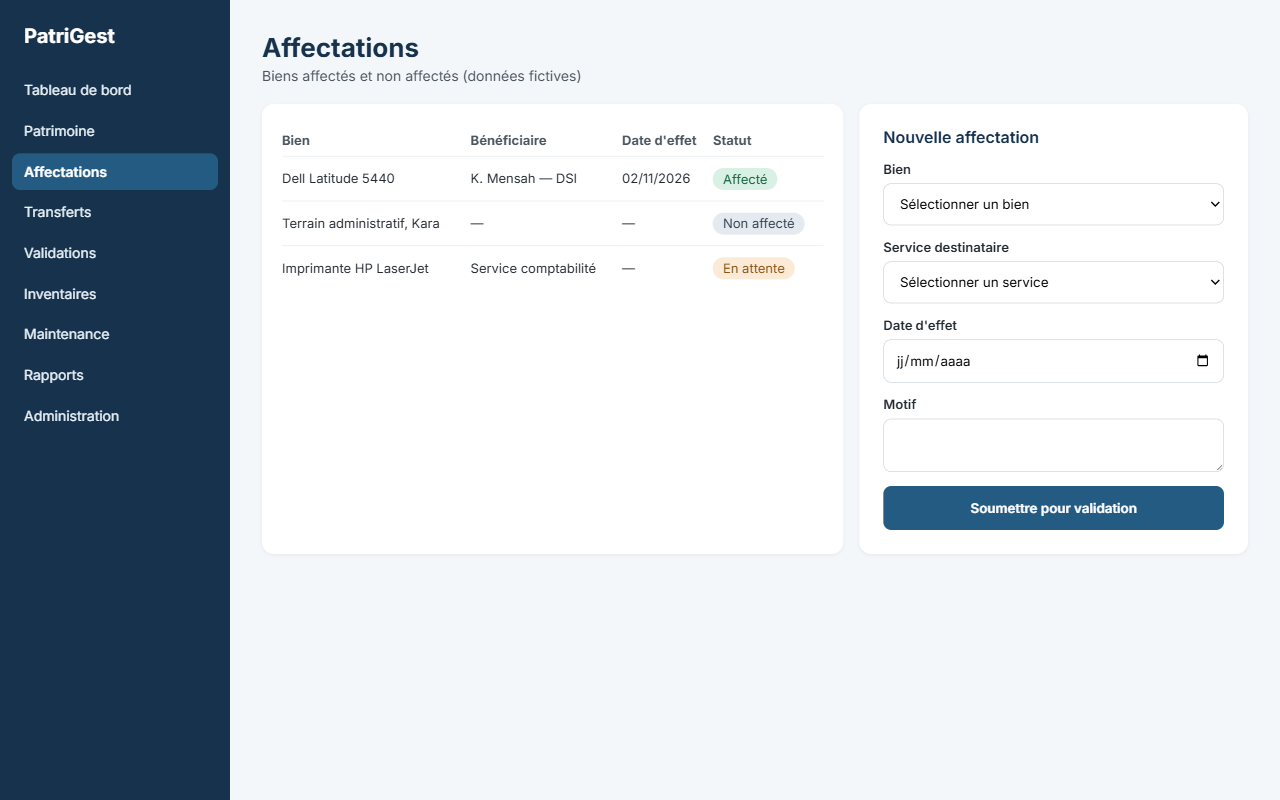 PatriGest
Tableau de bord
Patrimoine
Affectations
Transferts
Validations
Inventaires
Maintenance
Rapports
Administration
Affectations
Biens affectés et non affectés (données fictives)
Bien Bénéficiaire Date d'effet Statut
Dell Latitude 5440 K. Mensah — DSI 02/11/2026 Affecté
Terrain administratif, Kara — — Non affecté
Imprimante HP LaserJet Service comptabilité — En attente
Nouvelle affectation
Bien
Sélectionner un bien
Service destinataire
Sélectionner un service
Date d'effet
jj/mm/aaaa
Motif
Soumettre pour validation